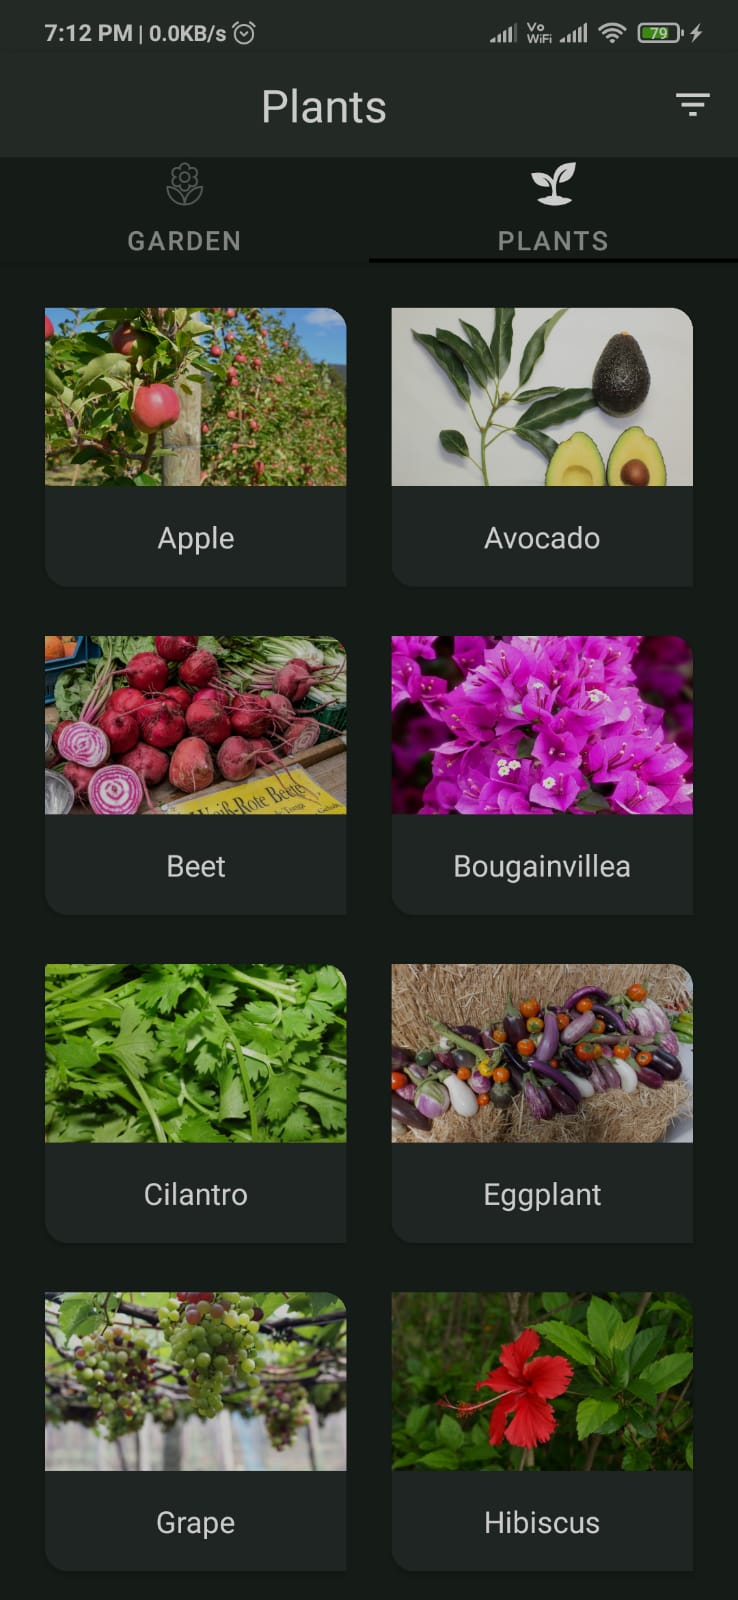 7:12 PM | 0.0KB/s
Vo
WiFi
79
Plants
GARDEN
PLANTS
Apple
Avocado
Weiß-Rote Beete
Beet
Bougainvillea
Cilantro
Eggplant
Grape
Hibiscus